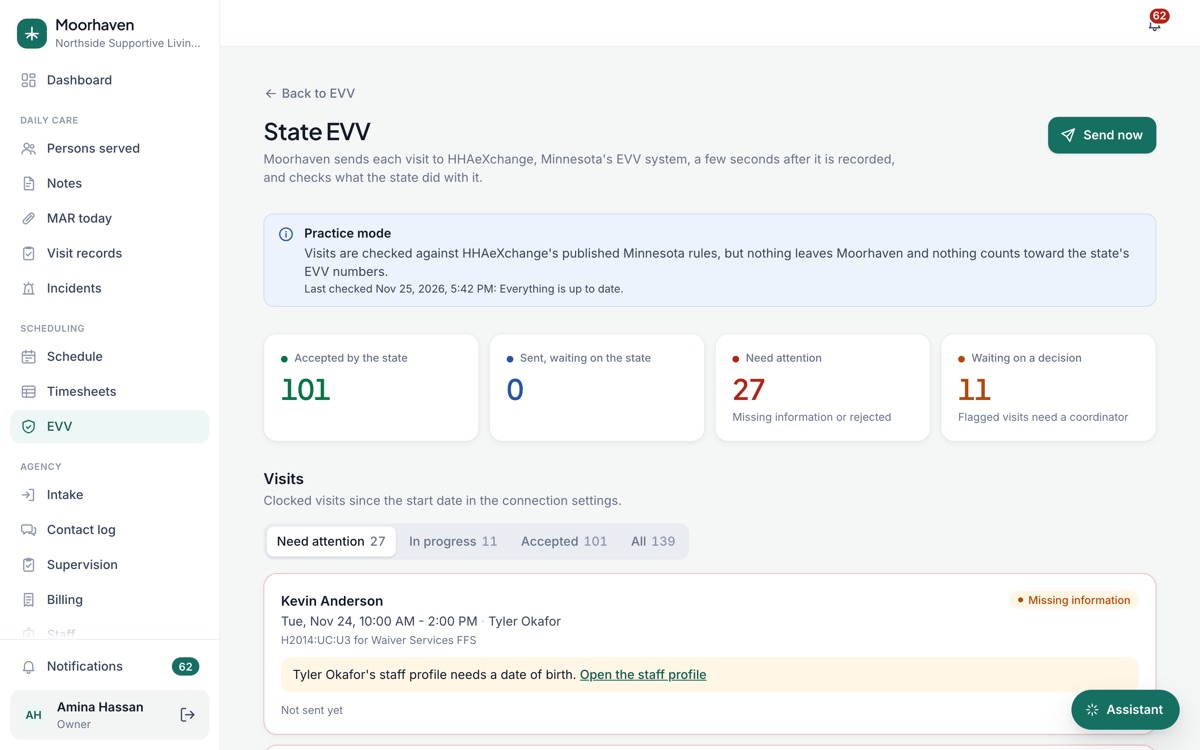 Moorhaven
Northside Supportive Livin...
Dashboard
DAILY CARE
Persons served
Notes
MAR today
Visit records
Incidents
SCHEDULING
Schedule
Timesheets
EVV
AGENCY
Intake
Contact log
Supervision
Billing
Staff
Notifications 62
AH
Amina Hassan
Owner
62
← Back to EVV
State EVV
Send now
Moorhaven sends each visit to HHAeXchange, Minnesota's EVV system, a few seconds after it is recorded,
and checks what the state did with it.
Practice mode
Visits are checked against HHAeXchange's published Minnesota rules, but nothing leaves Moorhaven and nothing counts toward the state's
EVV numbers.
Last checked Nov 25, 2026, 5:42 PM: Everything is up to date.
Accepted by the state
101
Sent, waiting on the state
0
Need attention
27
Missing information or rejected
Waiting on a decision
11
Flagged visits need a coordinator
Visits
Clocked visits since the start date in the connection settings.
Need attention 27 In progress 11 Accepted 101 All 139
Kevin Anderson
Missing information
Tue, Nov 24, 10:00 AM - 2:00 PM · Tyler Okafor
H2014:UC:U3 for Waiver Services FFS
Tyler Okafor's staff profile needs a date of birth. Open the staff profile
Not sent yet
Assistant